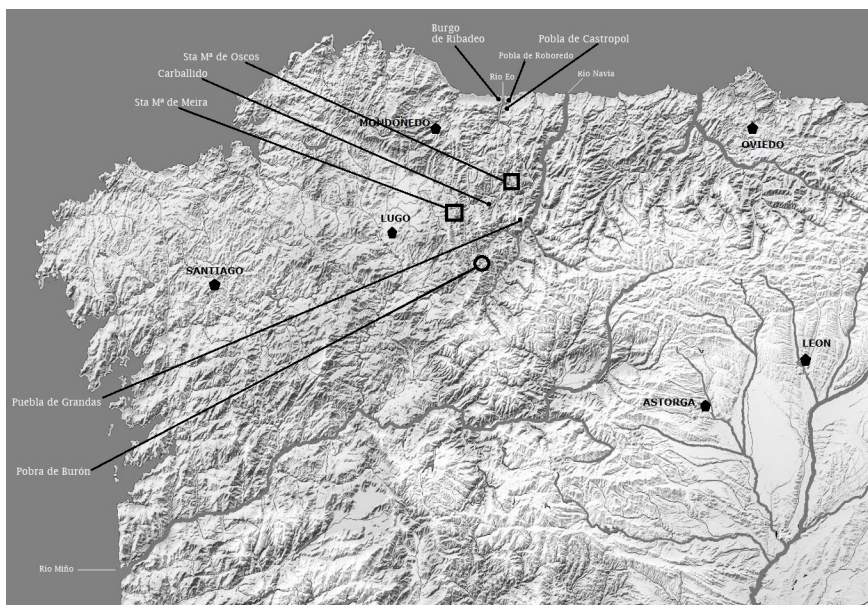 Burgo
de Ribadeo
Pobla de Castropol
Sta Mª de Oscos
Pobla de Roboredo
Carballido
Río Eo
Río Navia
Sta Mª de Meira
MONDOÑEDO
OVIEDO
LUGO
SANTIAGO
LEON
Puebla de Grandas
ASTORGA
Pobra de Burón
Río Miño